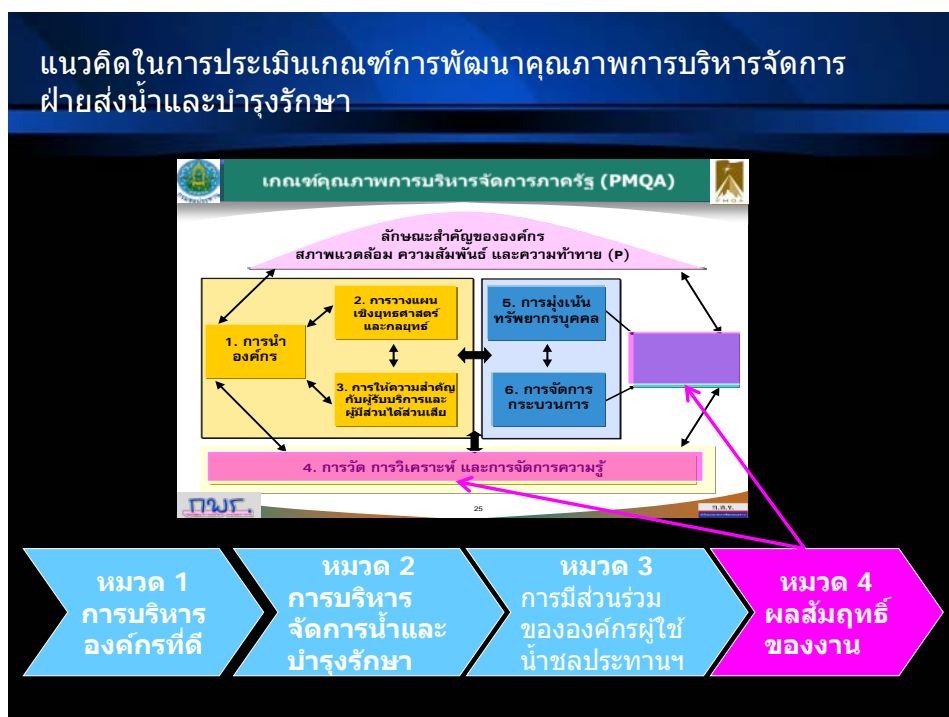 แนวคิดในการประเมินเกณฑ์การพัฒนาคุณภาพการบริหารจัดการ
ฝ่ายส่งน้ำและบำรุงรักษา
เกณฑ์คุณภาพการบริหารจัดการภาครัฐ (PMQA)
ลักษณะสำคัญขององค์กร
สภาพแวดล้อม ความสัมพันธ์ และความท้าทาย (P)
1. การนำ
องค์กร
2. การวางแผน
เชิงยุทธศาสตร์
และกลยุทธ์
3. การให้ความสำคัญ
กับผู้รับบริการและ
ผู้มีส่วนได้ส่วนเสีย
5. การมุ่งเน้น
ทรัพยากรบุคคล
6. การจัดการ
กระบวนการ
4. การวัด การวิเคราะห์ และการจัดการความรู้
กพร.
25
ก.พ.ร.
หมวด 1
การบริหาร
องค์กรที่ดี
หมวด 2
การบริหาร
จัดการน้ำและ
บำรุงรักษา
หมวด 3
การมีส่วนร่วม
ขององค์กรผู้ใช้
น้ำชลประทานฯ
หมวด 4
ผลสัมฤทธิ์
ของงาน